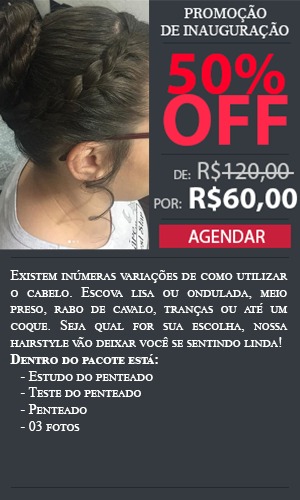 PROMOÇÃO
DE INAUGURAÇÃO
50%
OFF
DE: R$120,00
POR: R$60,00
AGENDAR
Existem inúmeras variações de como utilizar
o cabelo. Escova lisa ou ondulada, meio
preso, rabo de cavalo, tranças ou até um
coque. Seja qual for sua escolha, nossa
hairstyle vão deixar você se sentindo linda!
Dentro do pacote está:
- Estudo do penteado
- Teste do penteado
- Penteado
- 03 fotos